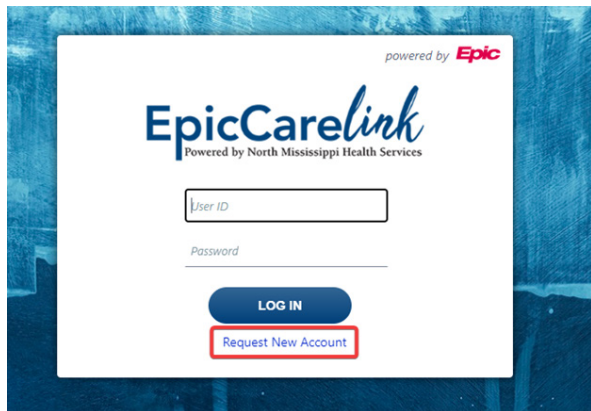 powered by Epic
EpicCarelink
Powered by North Mississippi Health Services
User ID
Password
LOG IN
Request New Account